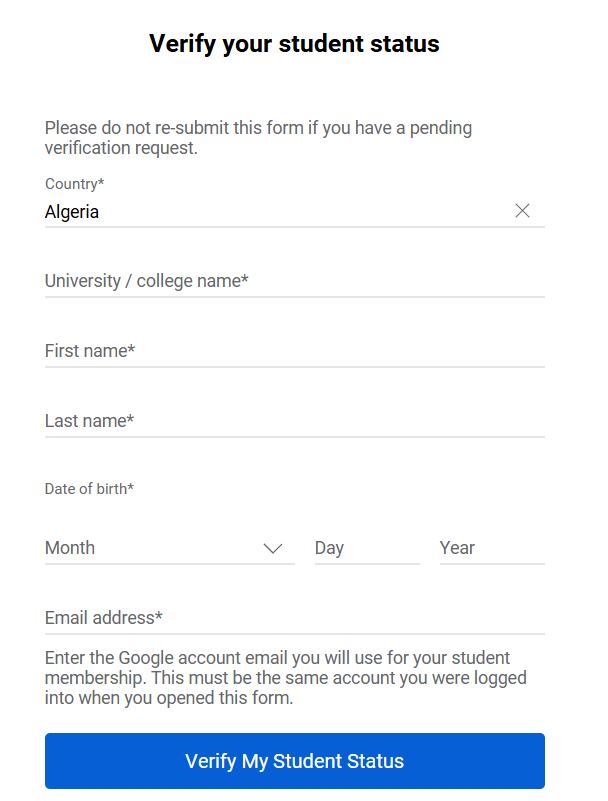 Verify your student status
Please do not re-submit this form if you have a pending
verification request.
Country*
Algeria
University / college name*
First name*
Last name*
Date of birth*
Month
Day
Year
Email address*
Enter the Google account email you will use for your student
membership. This must be the same account you were logged
into when you opened this form.
Verify My Student Status